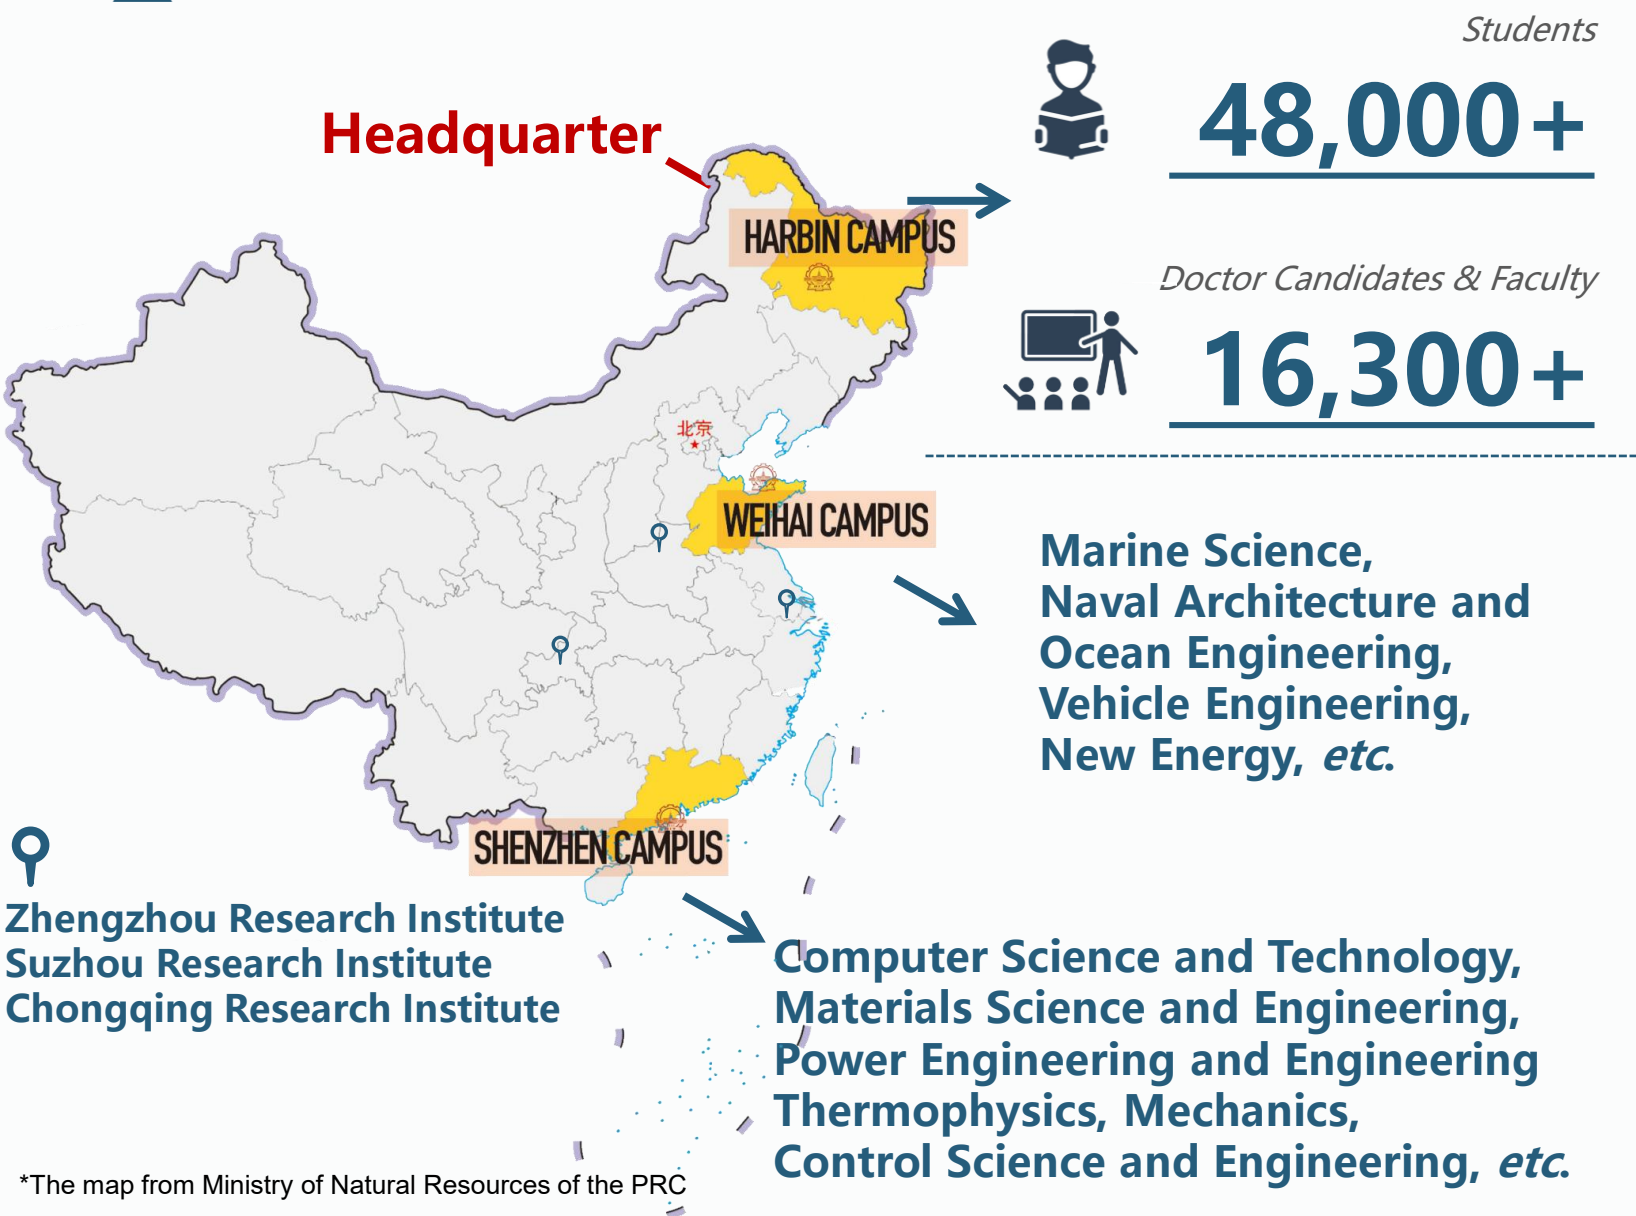 Students
48,000+
Headquarter
HARBIN CAMPUS
Doctor Candidates & Faculty
16,300+
北京
WEIHAI CAMPUS
Marine Science,
Naval Architecture and
Ocean Engineering,
Vehicle Engineering,
New Energy, etc.
SHENZHEN CAMPUS
Zhengzhou Research Institute
Suzhou Research Institute
Chongqing Research Institute
Computer Science and Technology,
Materials Science and Engineering,
Power Engineering and Engineering
Thermophysics, Mechanics,
Control Science and Engineering, etc.
*The map from Ministry of Natural Resources of the PRC